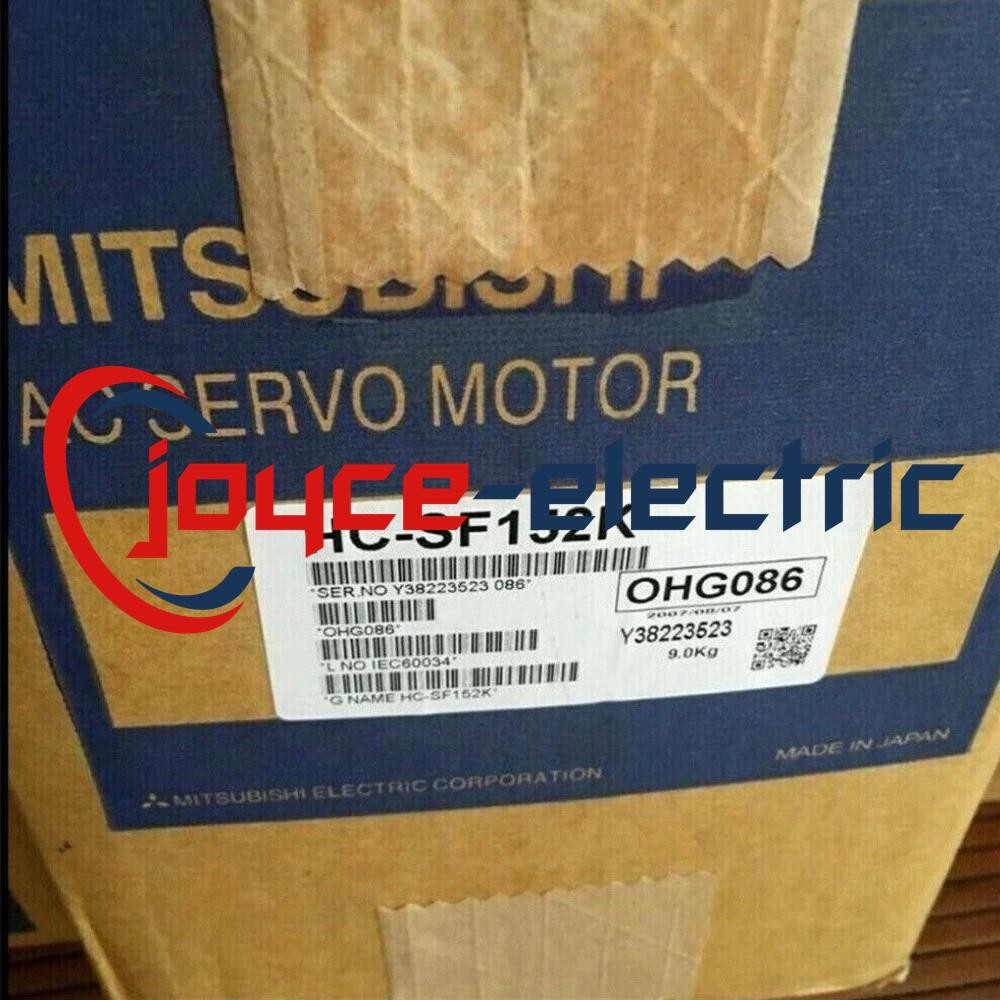 MITSUBISHI
AC SERVO MOTOR
joyce-electric
HC-SF152K
"SER.NO Y38223523 086"
OHG086
2007/08/07
"OHG086"
Y38223523
9.0Kg
"L NO IEC60034"
"G NAME HC-SF152K"
MADE IN JAPAN
MITSUBISHI ELECTRIC CORPORATION